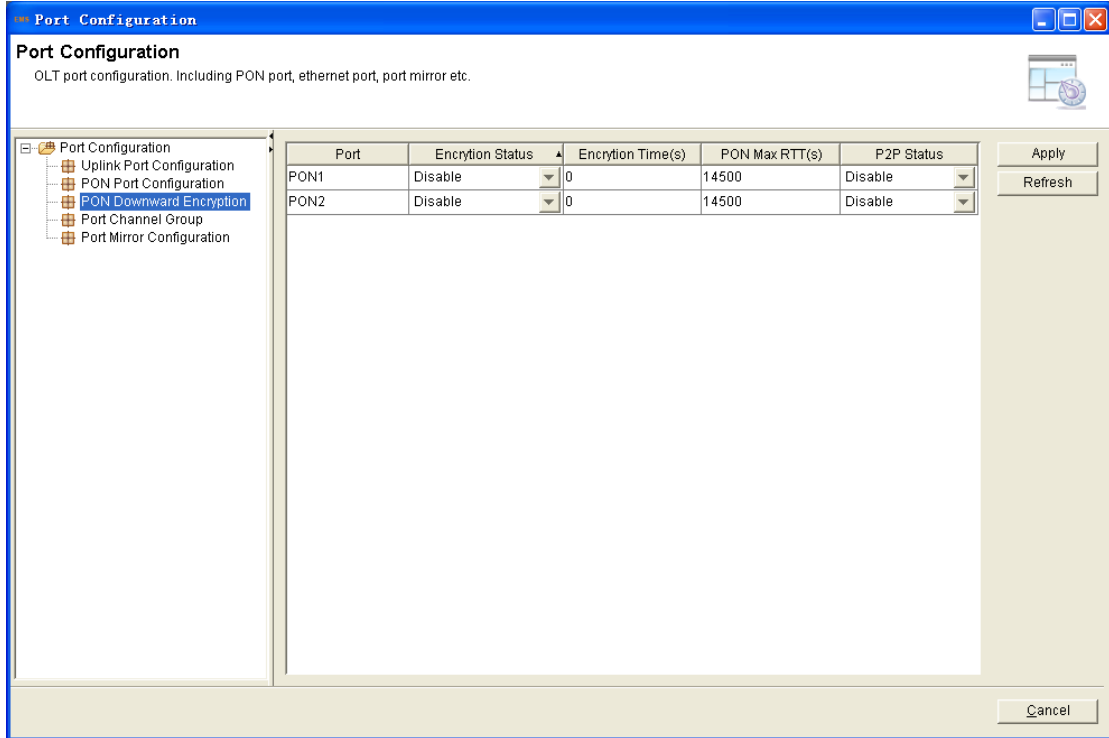 EMS Port Configuration
Port Configuration
OLT port configuration. Including PON port, ethernet port, port mirror etc.
Port Configuration
Uplink Port Configuration
PON Port Configuration
PON Downward Encryption
Port Channel Group
Port Mirror Configuration
Port Encrytion Status Encrytion Time(s) PON Max RTT(s) P2P Status
PON1 Disable 0 14500 Disable
PON2 Disable 0 14500 Disable
Apply
Refresh
Cancel